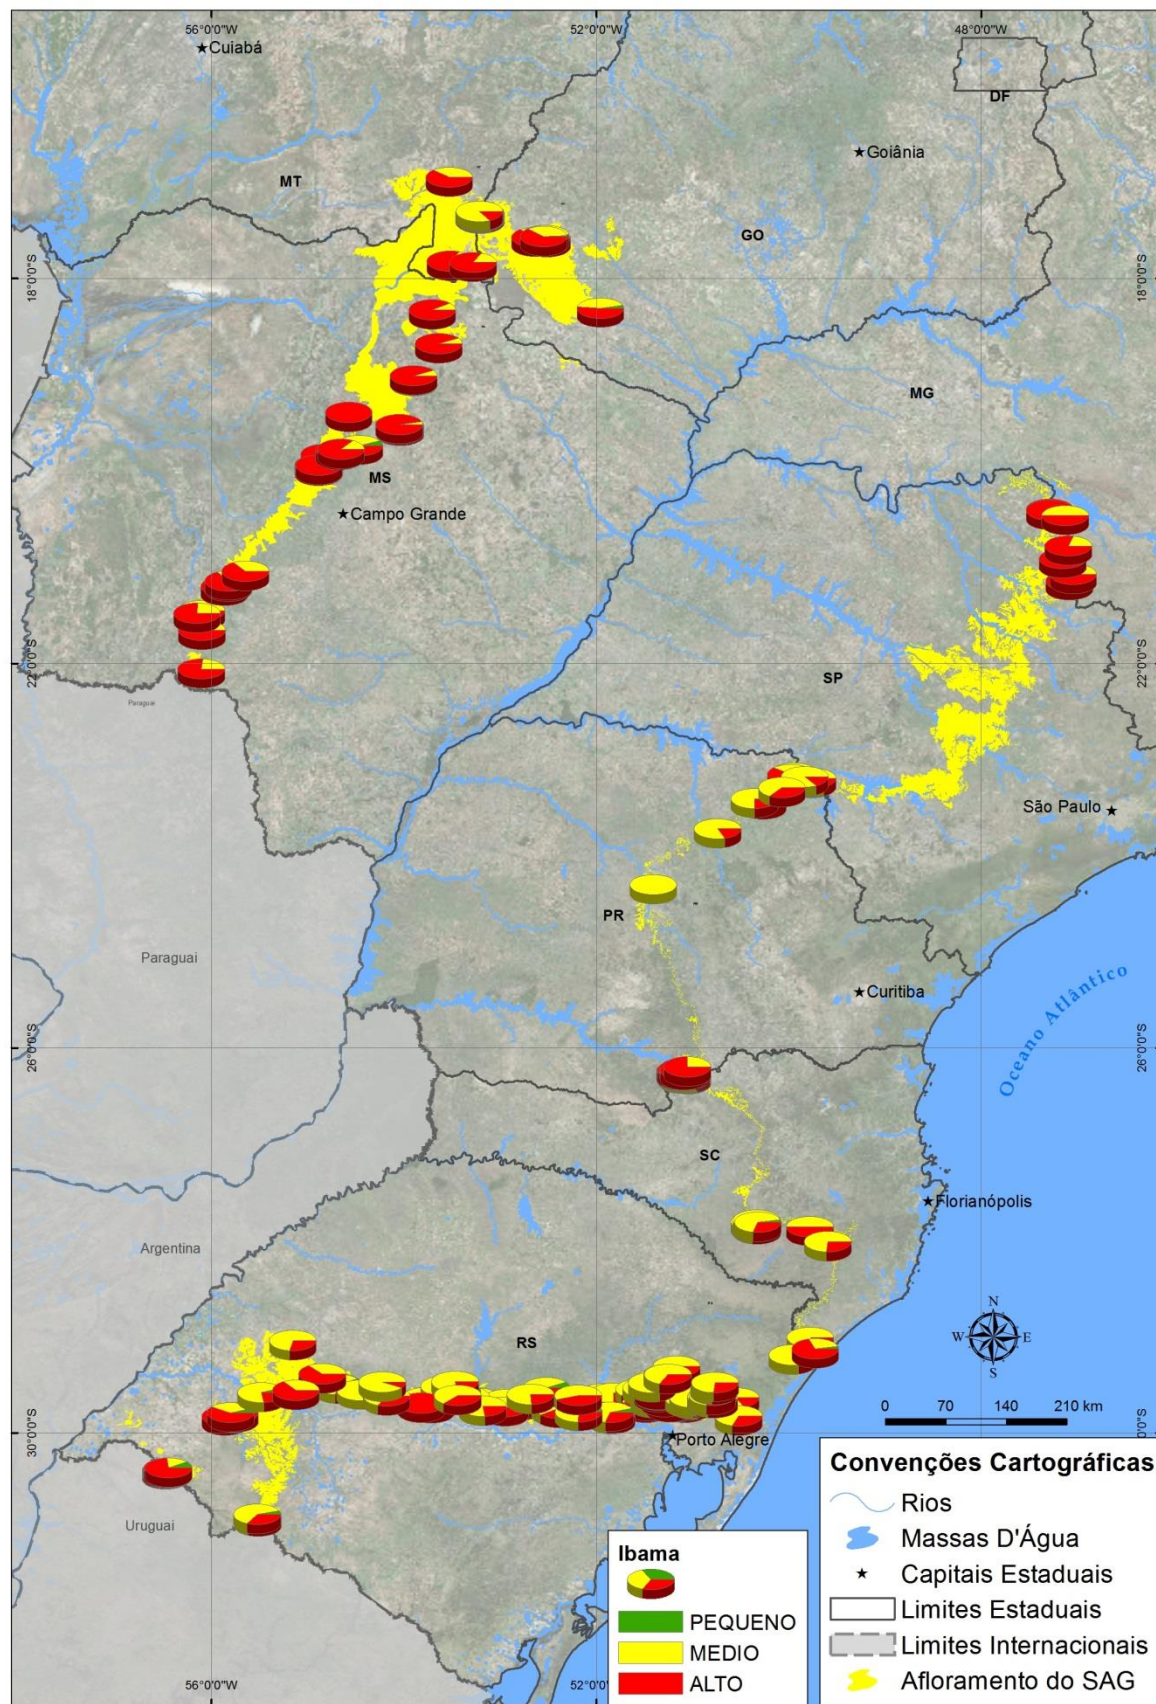 56°0'0"W
52°0'0"W
48°0'0"W
Cuiabá
DF
Goiânia
MT
GO
18°0'0"S
18°0'0"S
MG
MS
Campo Grande
22°0'0"S
22°0'0"S
SP
Paraguai
São Paulo
PR
Paraguai
Curitiba
Oceano Atlântico
26°0'0"S
26°0'0"S
SC
Florianópolis
Argentina
RS
N
W
E
S
0
70
140
210 km
30°0'0"S
Porto Alegre
Uruguai
Convenções Cartográficas
Rios
Massas D'Água
Capitais Estaduais
Limites Estaduais
Limites Internacionais
Afloramento do SAG
Ibama
PEQUENO
MEDIO
ALTO
56°0'0"W
52°0'0"W